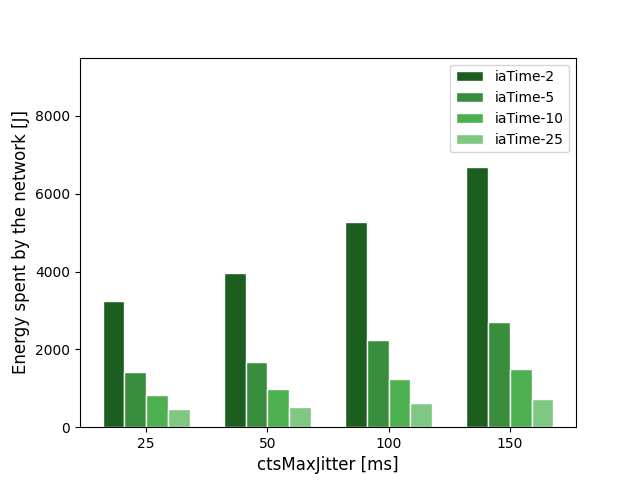 iaTime-2
iaTime-5
iaTime-10
iaTime-25
Energy spent by the network [J]
8000
6000
4000
2000
0
25 50 100 150
ctsMaxJitter [ms]